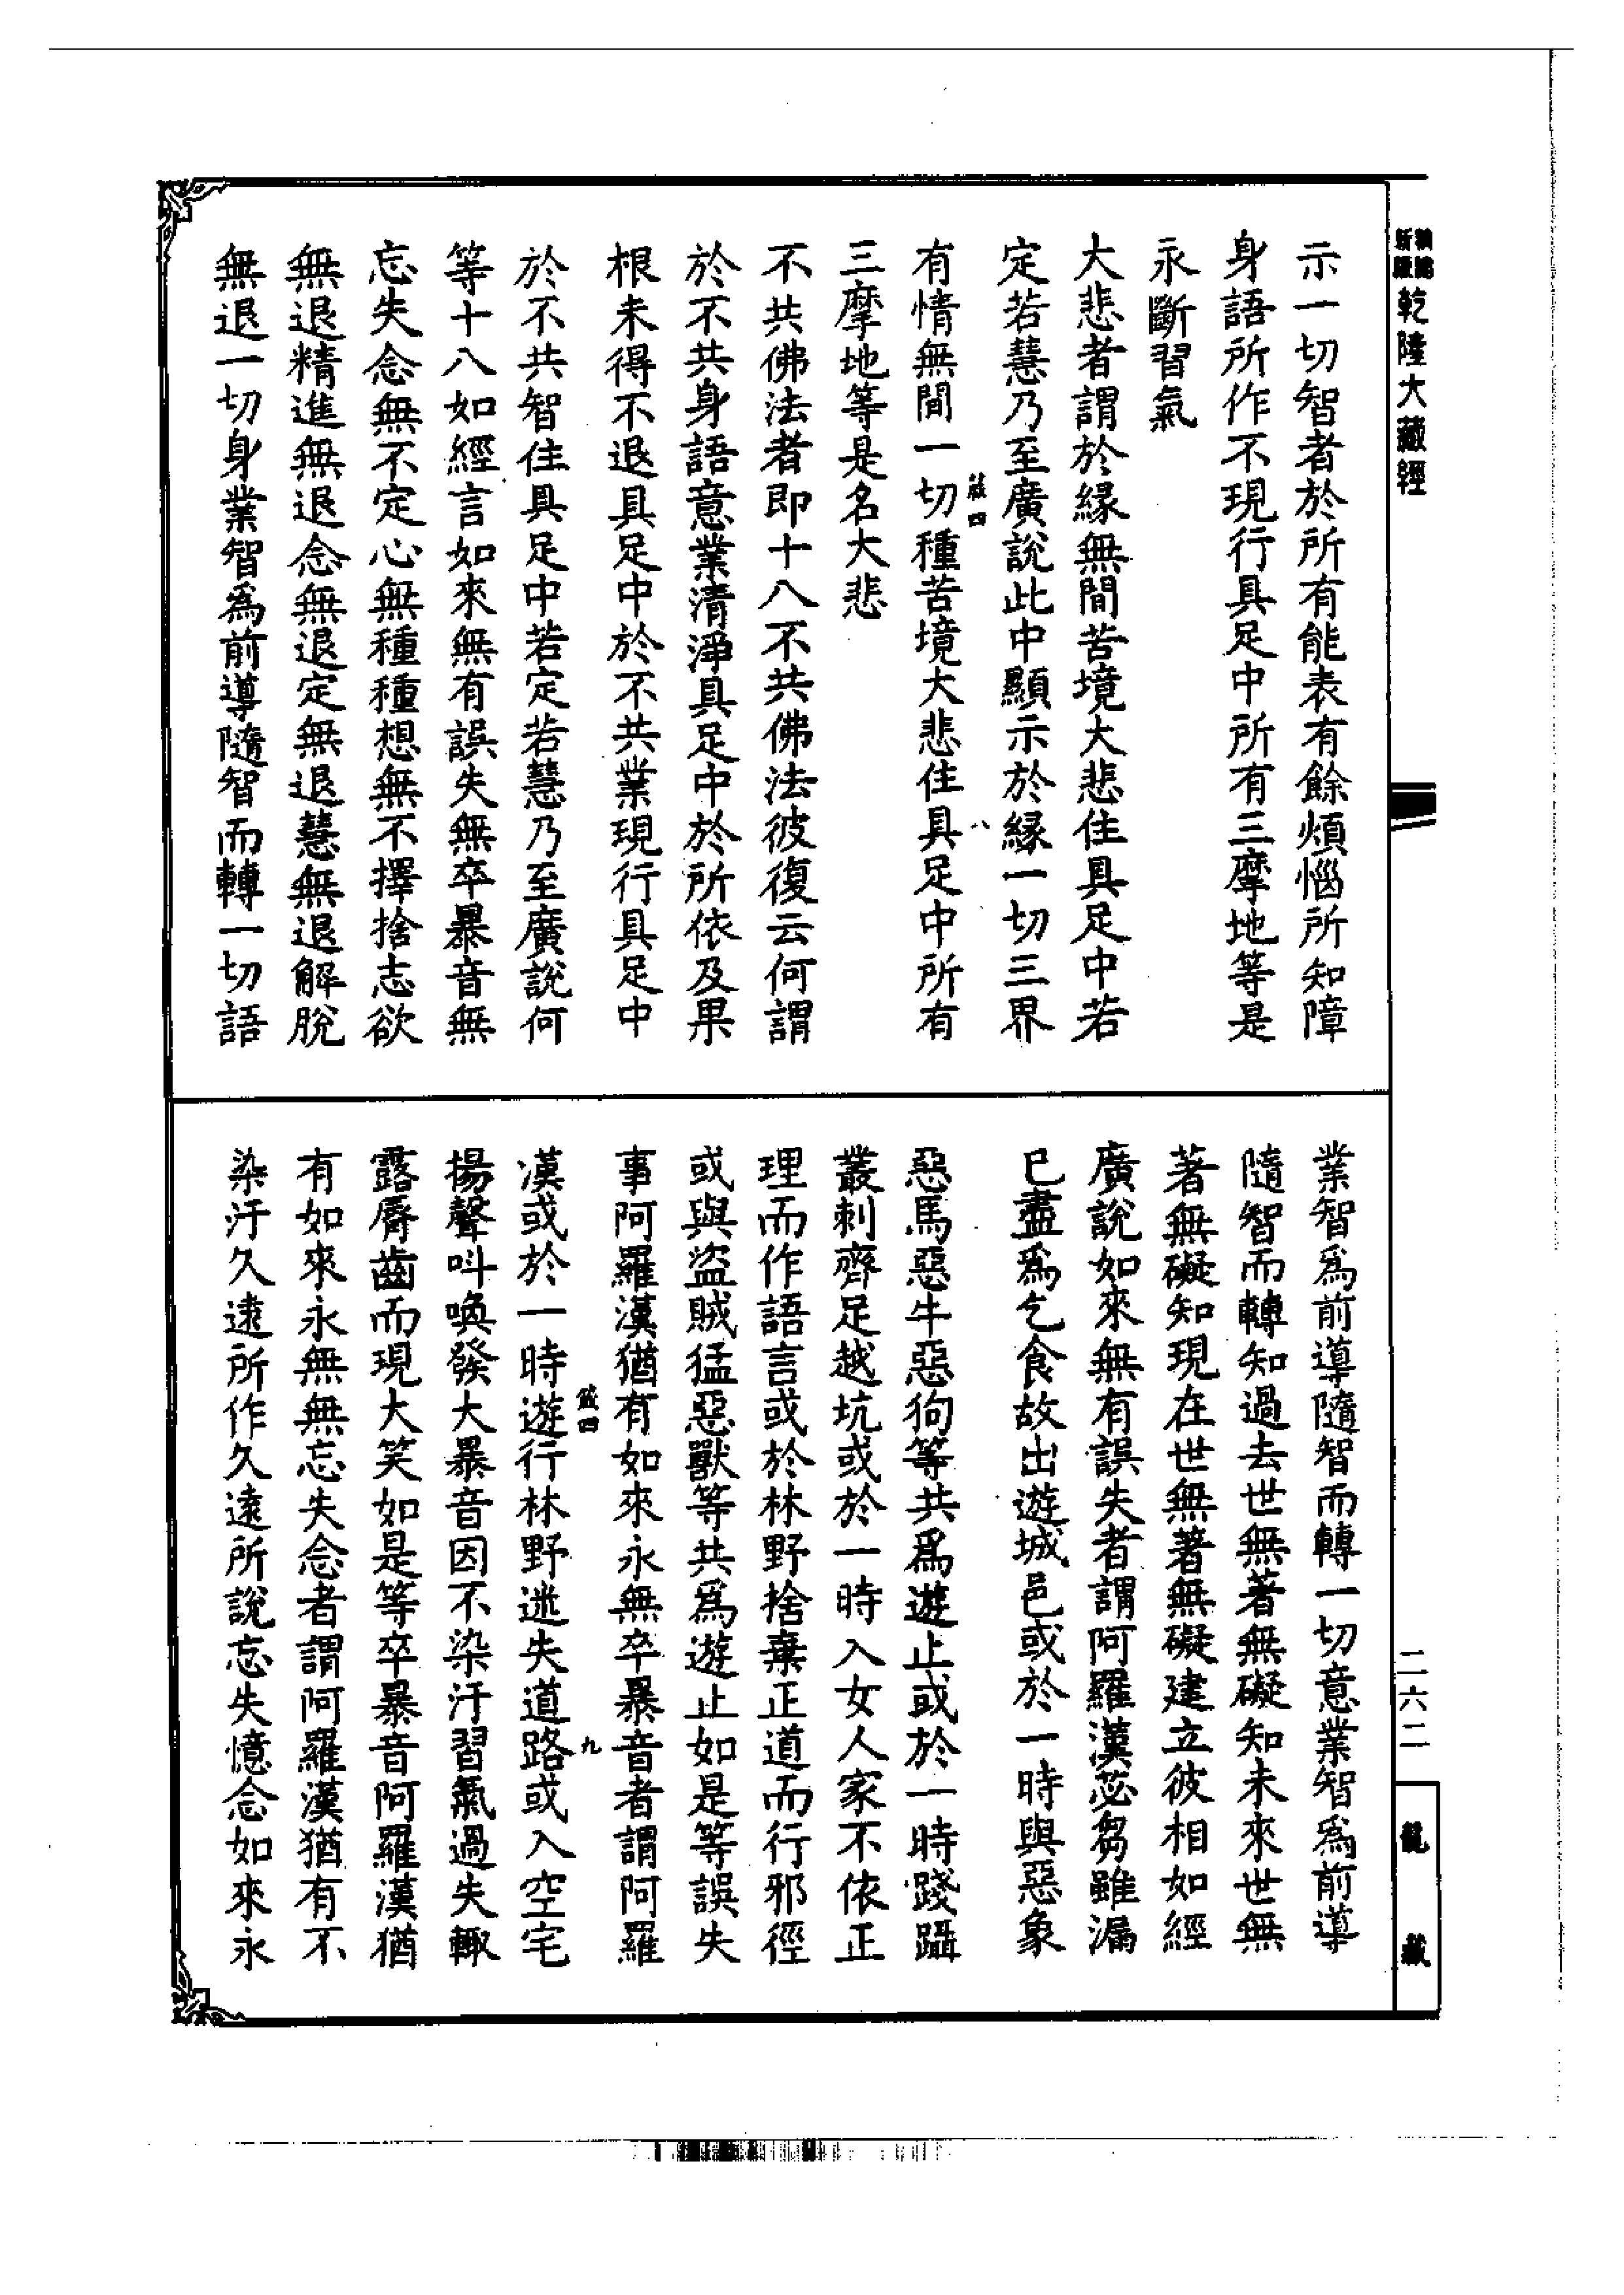 新編縮版乾隆大藏經
示一切智者於所有能表有餘煩惱所知障
身語所作不現行具足中所有三摩地等是
永斷習氣
大悲者謂於緣無間苦境大悲住具足中若
定若慧乃至廣說此中顯示於緣一切三界
有情無間一切種苦境大悲住具足中所有
三摩地等是名大悲
不共佛法者即十八不共佛法彼復云何謂
於不共身語意業清淨具足中於所依及果
根未得不退具足中於不共業現行具足中
於不共智住具足中若定若慧乃至廣說何
等十八如經言如來無有誤失無卒暴音無
忘失念無不定心無種種想無不擇捨志欲
無退精進無退念無退定無退慧無退解脫
無退一切身業智為前導隨智而轉一切語
業智為前導隨智而轉一切意業智為前導
隨智而轉知過去世無著無礙知未來世無
著無礙知現在世無著無礙建立彼相如經
廣說如來無有誤失者謂阿羅漢苾芻雖漏
已盡為乞食故出遊城邑或於一時與惡象
惡馬惡牛惡狗等共為遊止或於一時踐躡
叢刺齊足越坑或於一時入女人家不依正
理而作語言或於林野捨棄正道而行邪徑
或與盜賊猛惡獸等共為遊止如是等誤失
事阿羅漢猶有如來永無卒暴音者謂阿羅
漢或於一時遊行林野迷失道路或入空宅
揚聲叫喚發大暴音因不染汙習氣過失輙
露脣齒而現大笑如是等卒暴音阿羅漢猶
有如來永無無忘失念者謂阿羅漢猶有不
染汙久遠所作久遠所說忘失憶念如來永
二六二
龍藏